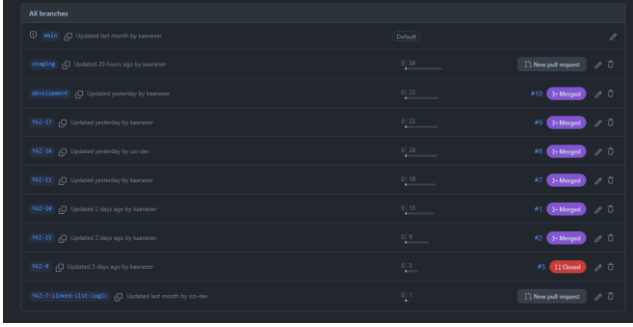 All branches
main Updated last month by kaaneser Default
staging Updated 20 hours ago by kaaneser 0 34 New pull request
development Updated yesterday by kaaneser 0 23 #10 Merged
YAZ-17 Updated yesterday by kaaneser 0 22 #9 Merged
YAZ-16 Updated yesterday by ozi-dev 0 20 #8 Merged
YAZ-11 Updated yesterday by kaaneser 0 18 #7 Merged
YAZ-10 Updated 2 days ago by kaaneser 0 15 #1 Merged
YAZ-15 Updated 2 days ago by kaaneser 0 9 #2 Merged
YAZ-9 Updated 5 days ago by kaaneser 0 3 #5 Closed
YAZ-7-linked-list-logic Updated last month by ozi-dev 0 1 New pull request